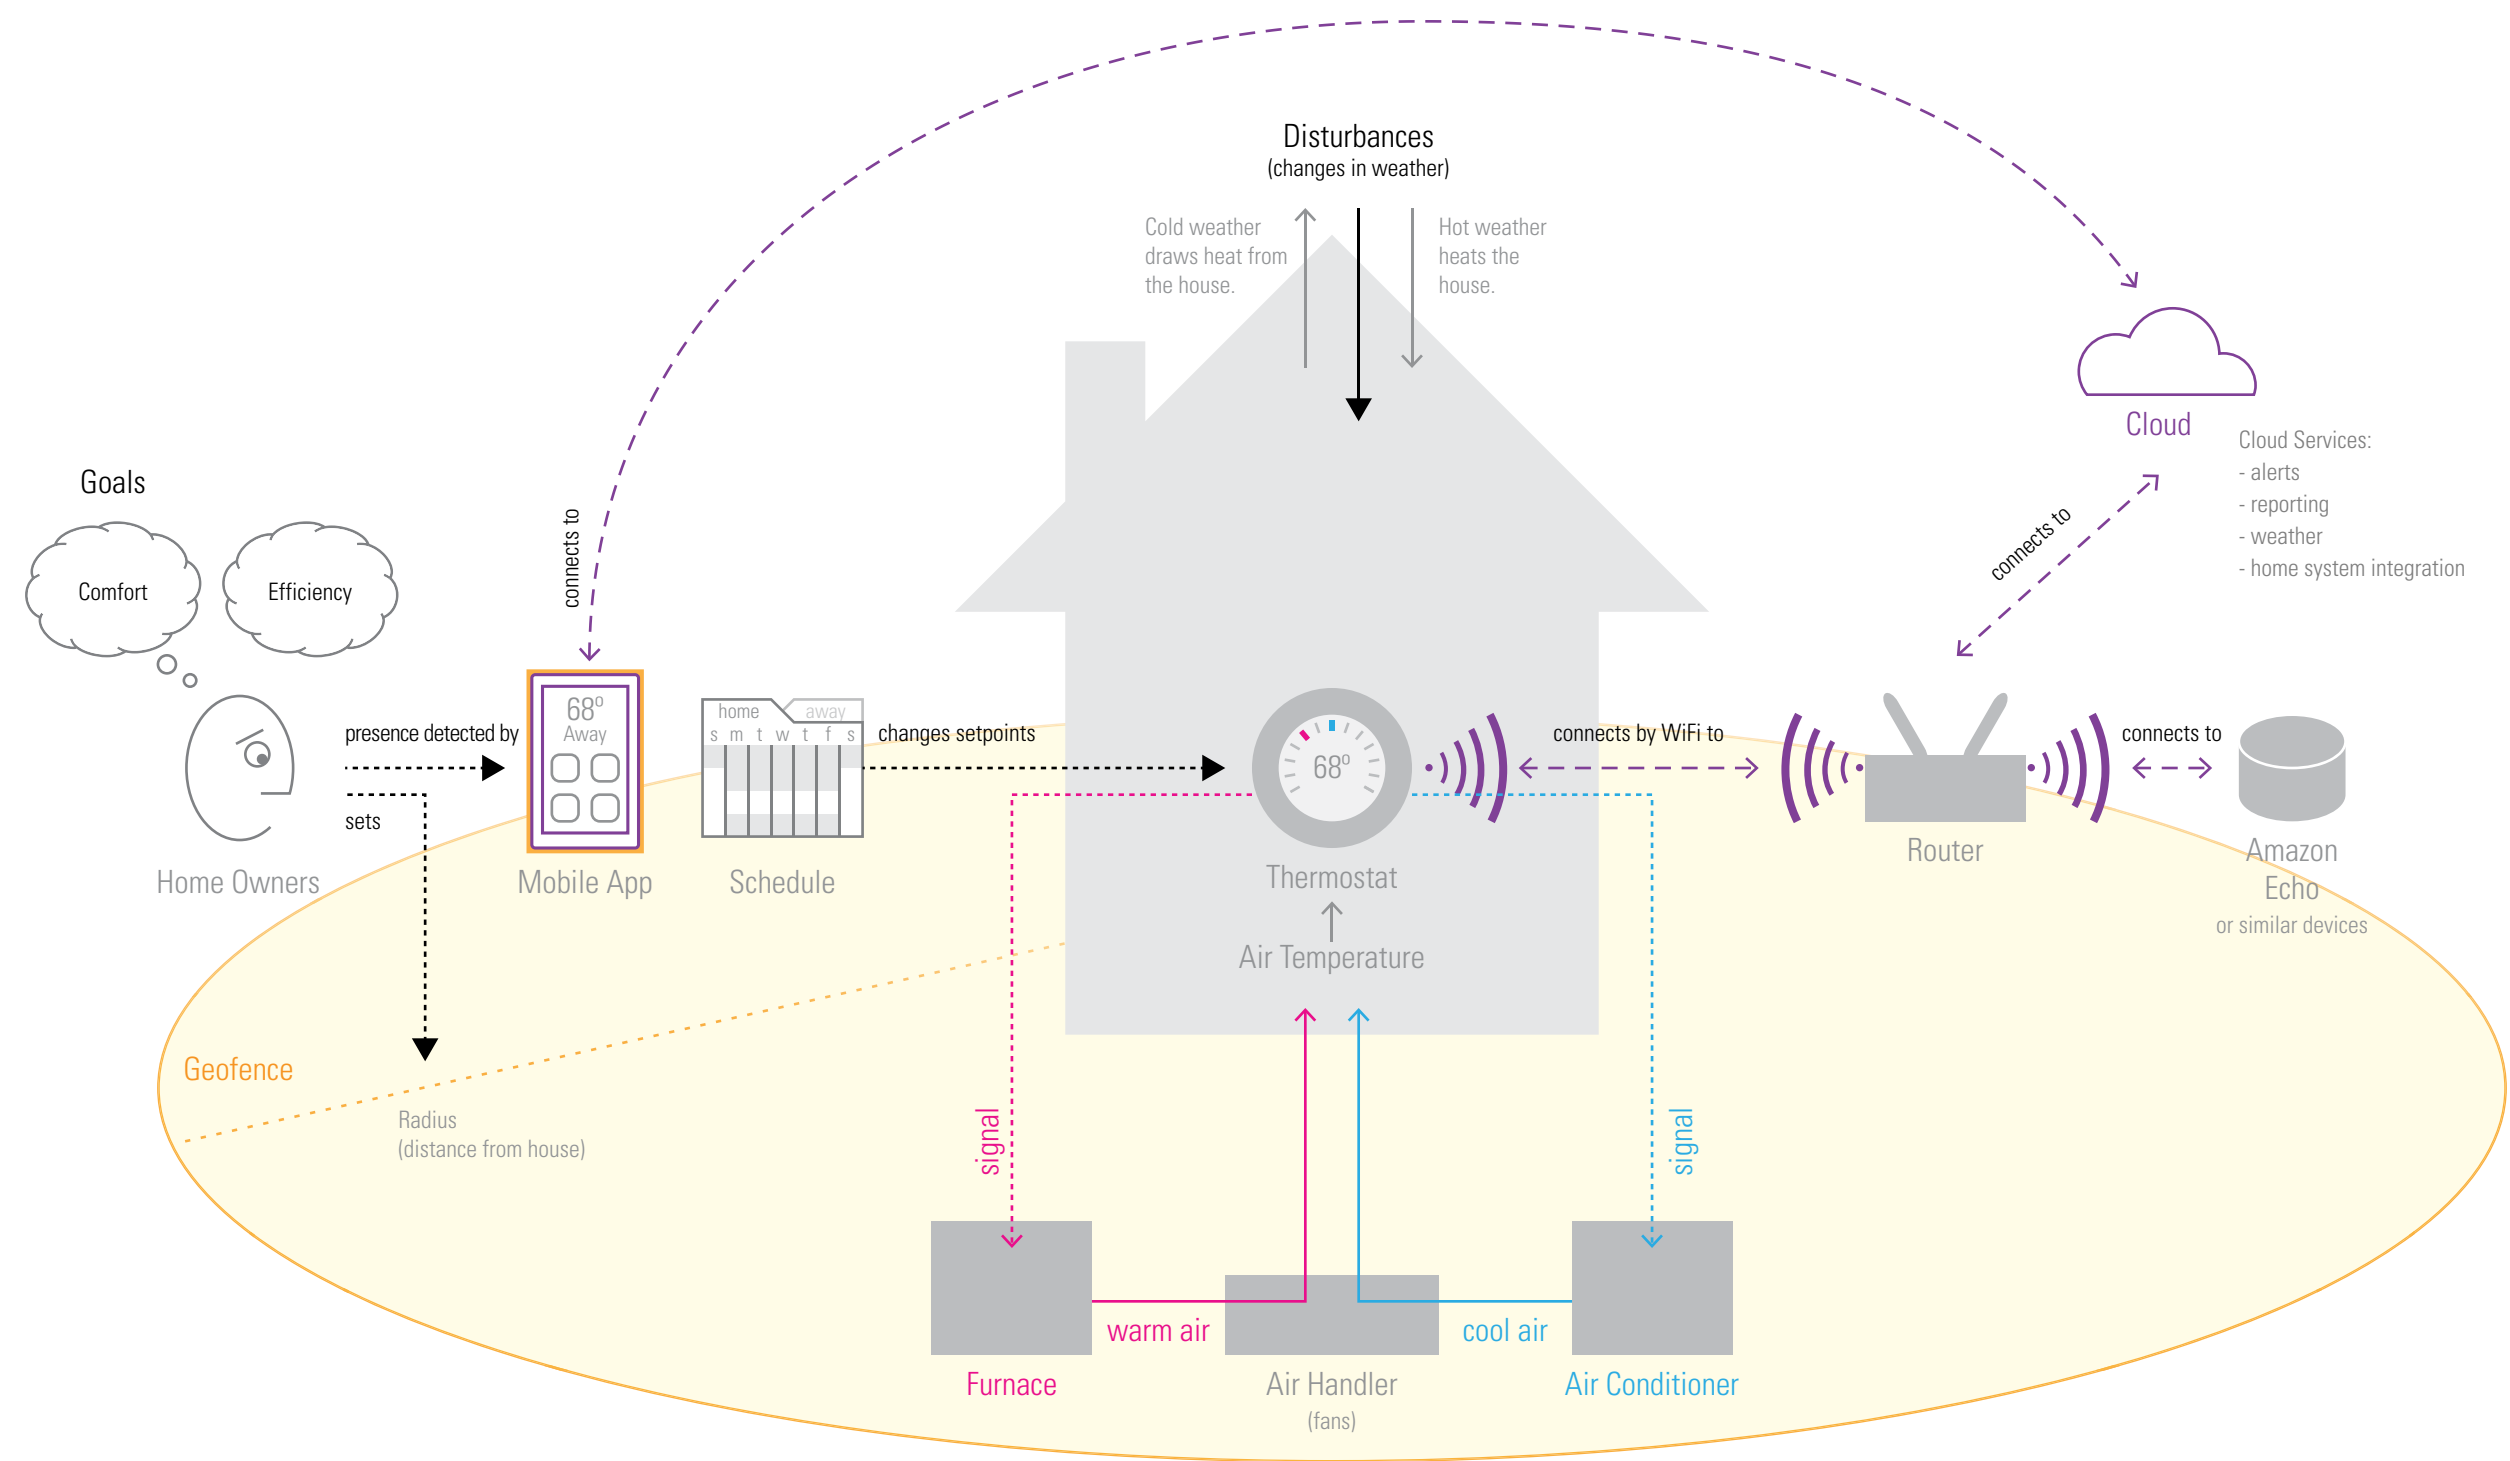 Disturbances
(changes in weather)
Cold weather
draws heat from
the house.
Hot weather
heats the
house.
Cloud
Cloud Services:
- alerts
- reporting
- weather
- home system integration
connects to
connects to
Goals
Comfort
Efficiency
presence detected by
sets
Home Owners
68º
Away
Mobile App
home
away
s m t w t f s
Schedule
changes setpoints
68º
Thermostat
Air Temperature
connects by WiFi to
Router
connects to
Amazon
Echo
or similar devices
Geofence
Radius
(distance from house)
signal
signal
warm air
cool air
Furnace
Air Handler
(fans)
Air Conditioner